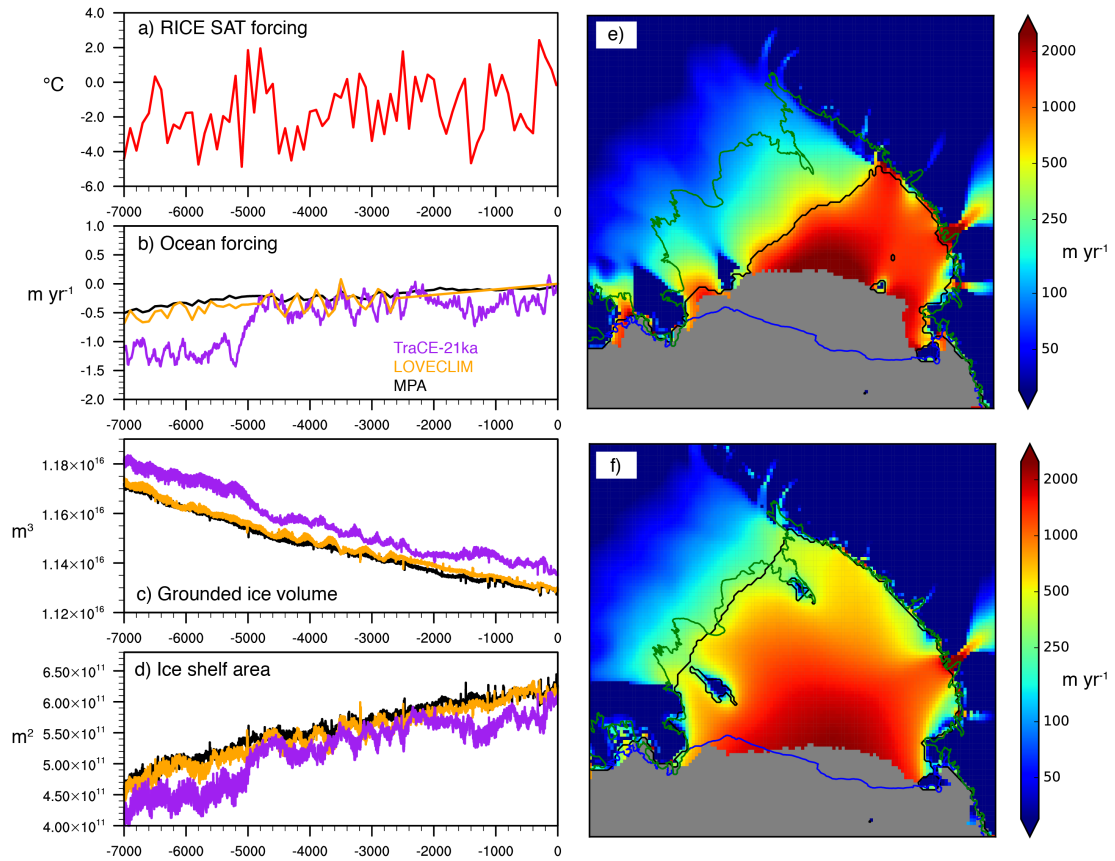 a) RICE SAT forcing
4.0
2.0
0.0
-2.0
-4.0
-6.0
°C
-7000 -6000 -5000 -4000 -3000 -2000 -1000 0
b) Ocean forcing
1.0
0.5
0.0
-0.5
-1.0
-1.5
-2.0
m yr-1
TraCE-21ka
LOVECLIM
MPA
-7000 -6000 -5000 -4000 -3000 -2000 -1000 0
1.18×1016
1.16×1016
1.14×1016
1.12×1016
m3
c) Grounded ice volume
-7000 -6000 -5000 -4000 -3000 -2000 -1000 0
d) Ice shelf area
6.50×1011
6.00×1011
5.50×1011
5.00×1011
4.50×1011
4.00×1011
m2
-7000 -6000 -5000 -4000 -3000 -2000 -1000 0
e)
2000
1000
500
250
m yr-1
100
50
f)
2000
1000
500
250
m yr-1
100
50